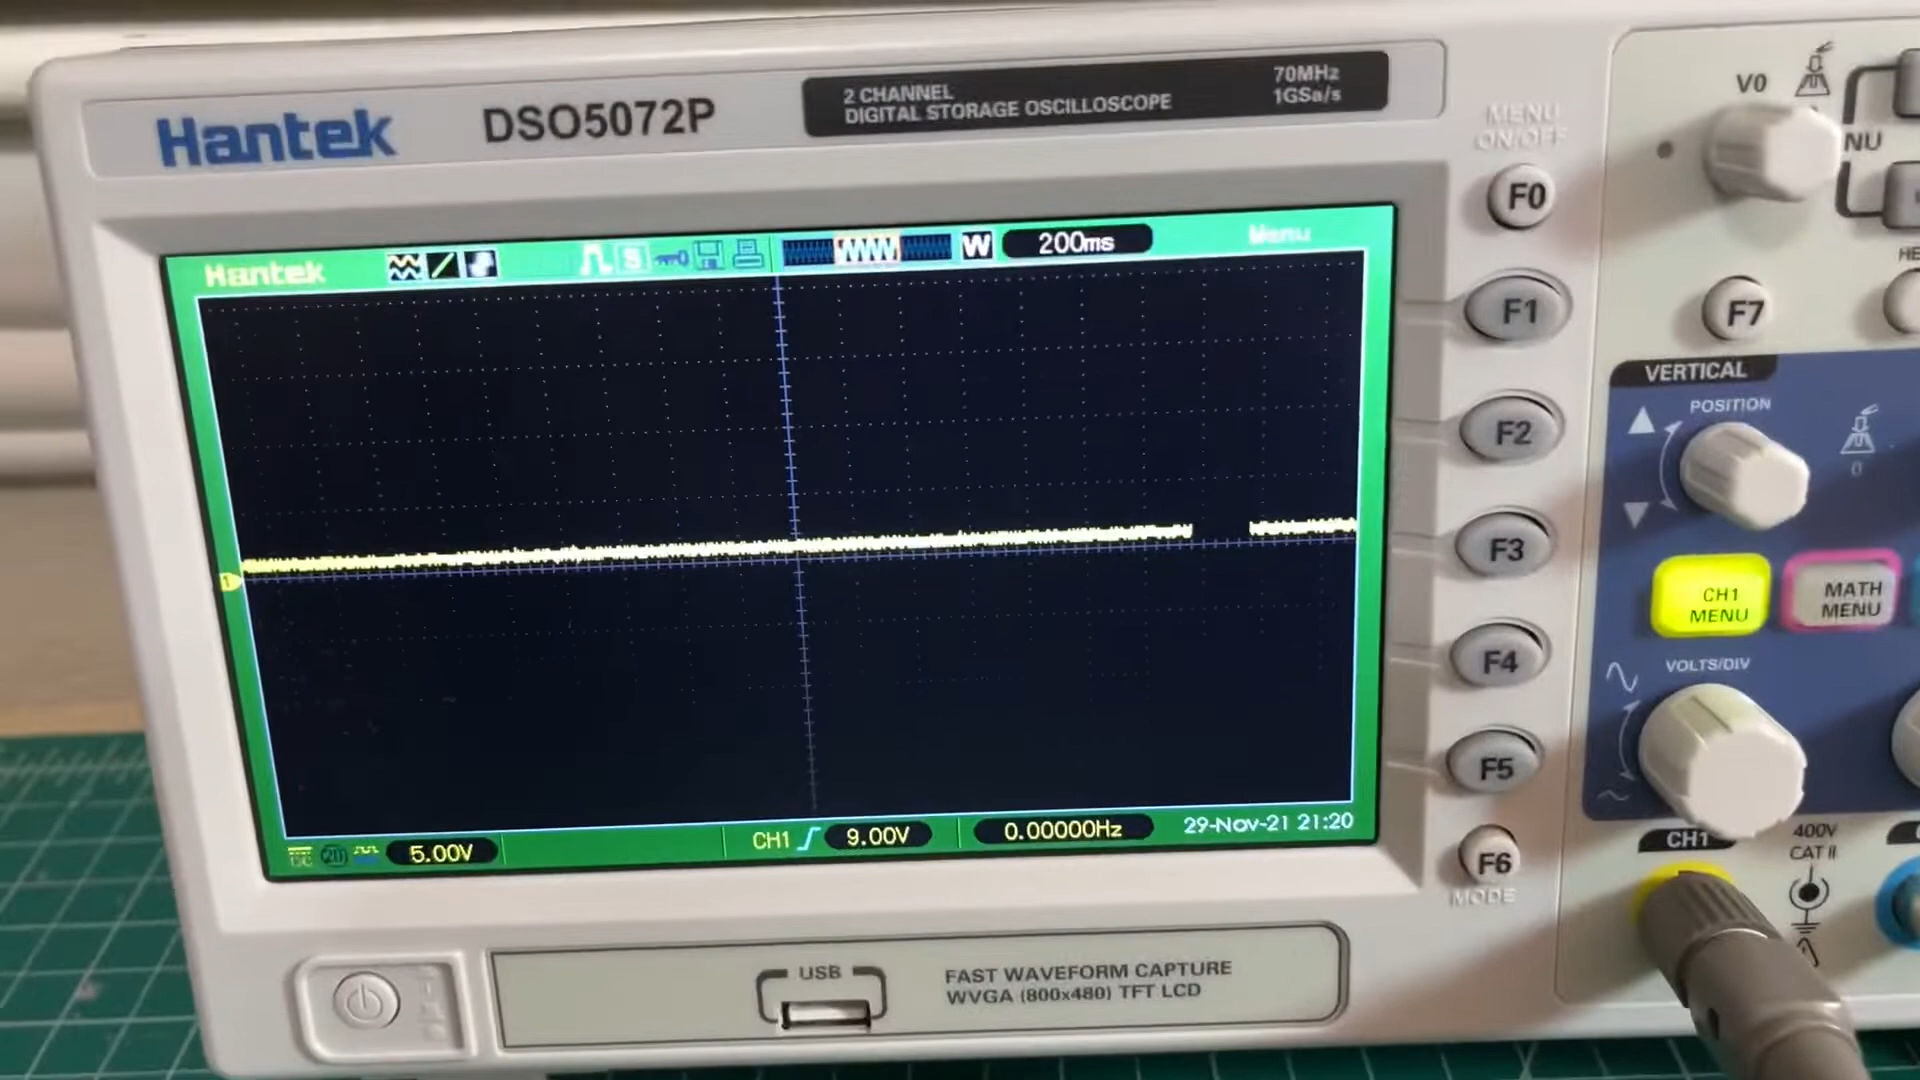 Hantek
DSO5072P
2 CHANNEL
DIGITAL STORAGE OSCILLOSCOPE
70MHz
1GSa/s
MENU
ON/OFF
V0
NU
F0
HE
Hantek
S
W
200ms
Menu
F1
F7
VERTICAL
POSITION
F2
0
F3
1
CH1
MENU
MATH
MENU
F4
VOLTS/DIV
F5
5.00V
CH1
9.00V
0.00000Hz
29-Nov-21 21:20
CH1
400V
CAT II
F6
MODE
USB
FAST WAVEFORM CAPTURE
WVGA (800x480) TFT LCD